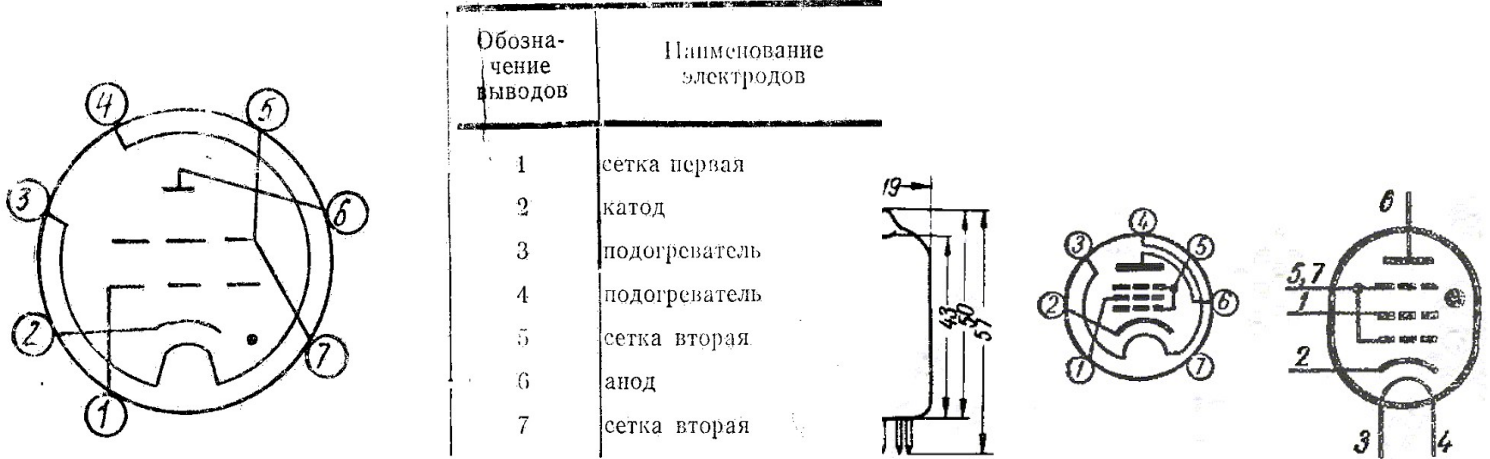 4
5
3
6
2
7
1
Обозна-
чение
выводов
Наименование
электродов
1 сетка первая
2 катод
3 подогреватель
4 подогреватель
5 сетка вторая
6 анод
7 сетка вторая
19
43
50
57
4
3
5
2
6
1
7
6
5,7
1
2
3
4